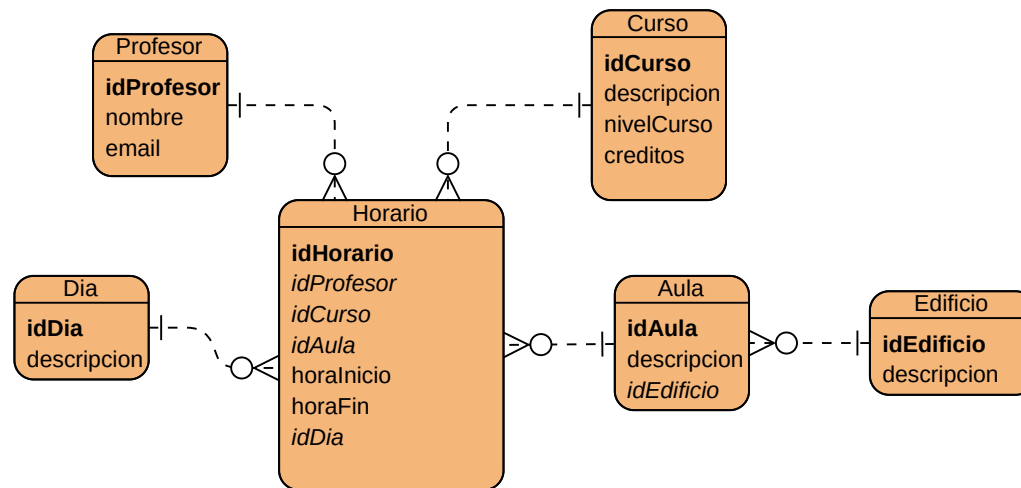 Profesor
idProfesor
nombre
email
Curso
idCurso
descripcion
nivelCurso
creditos
Horario
idHorario
idProfesor
idCurso
idAula
horaInicio
horaFin
idDia
Dia
idDia
descripcion
Aula
idAula
descripcion
idEdificio
Edificio
idEdificio
descripcion